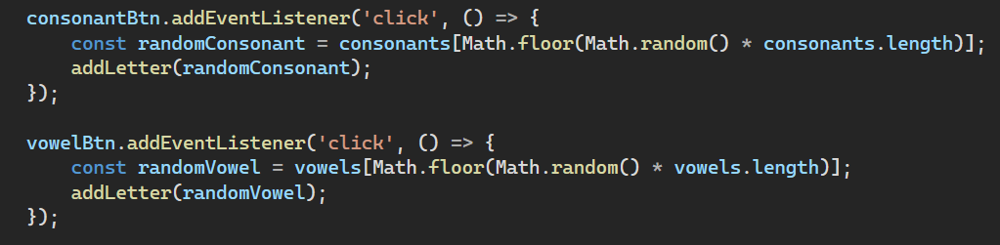 consonantBtn.addEventListener('click', () => {
    const randomConsonant = consonants[Math.floor(Math.random() * consonants.length)];
    addLetter(randomConsonant);
});

vowelBtn.addEventListener('click', () => {
    const randomVowel = vowels[Math.floor(Math.random() * vowels.length)];
    addLetter(randomVowel);
});